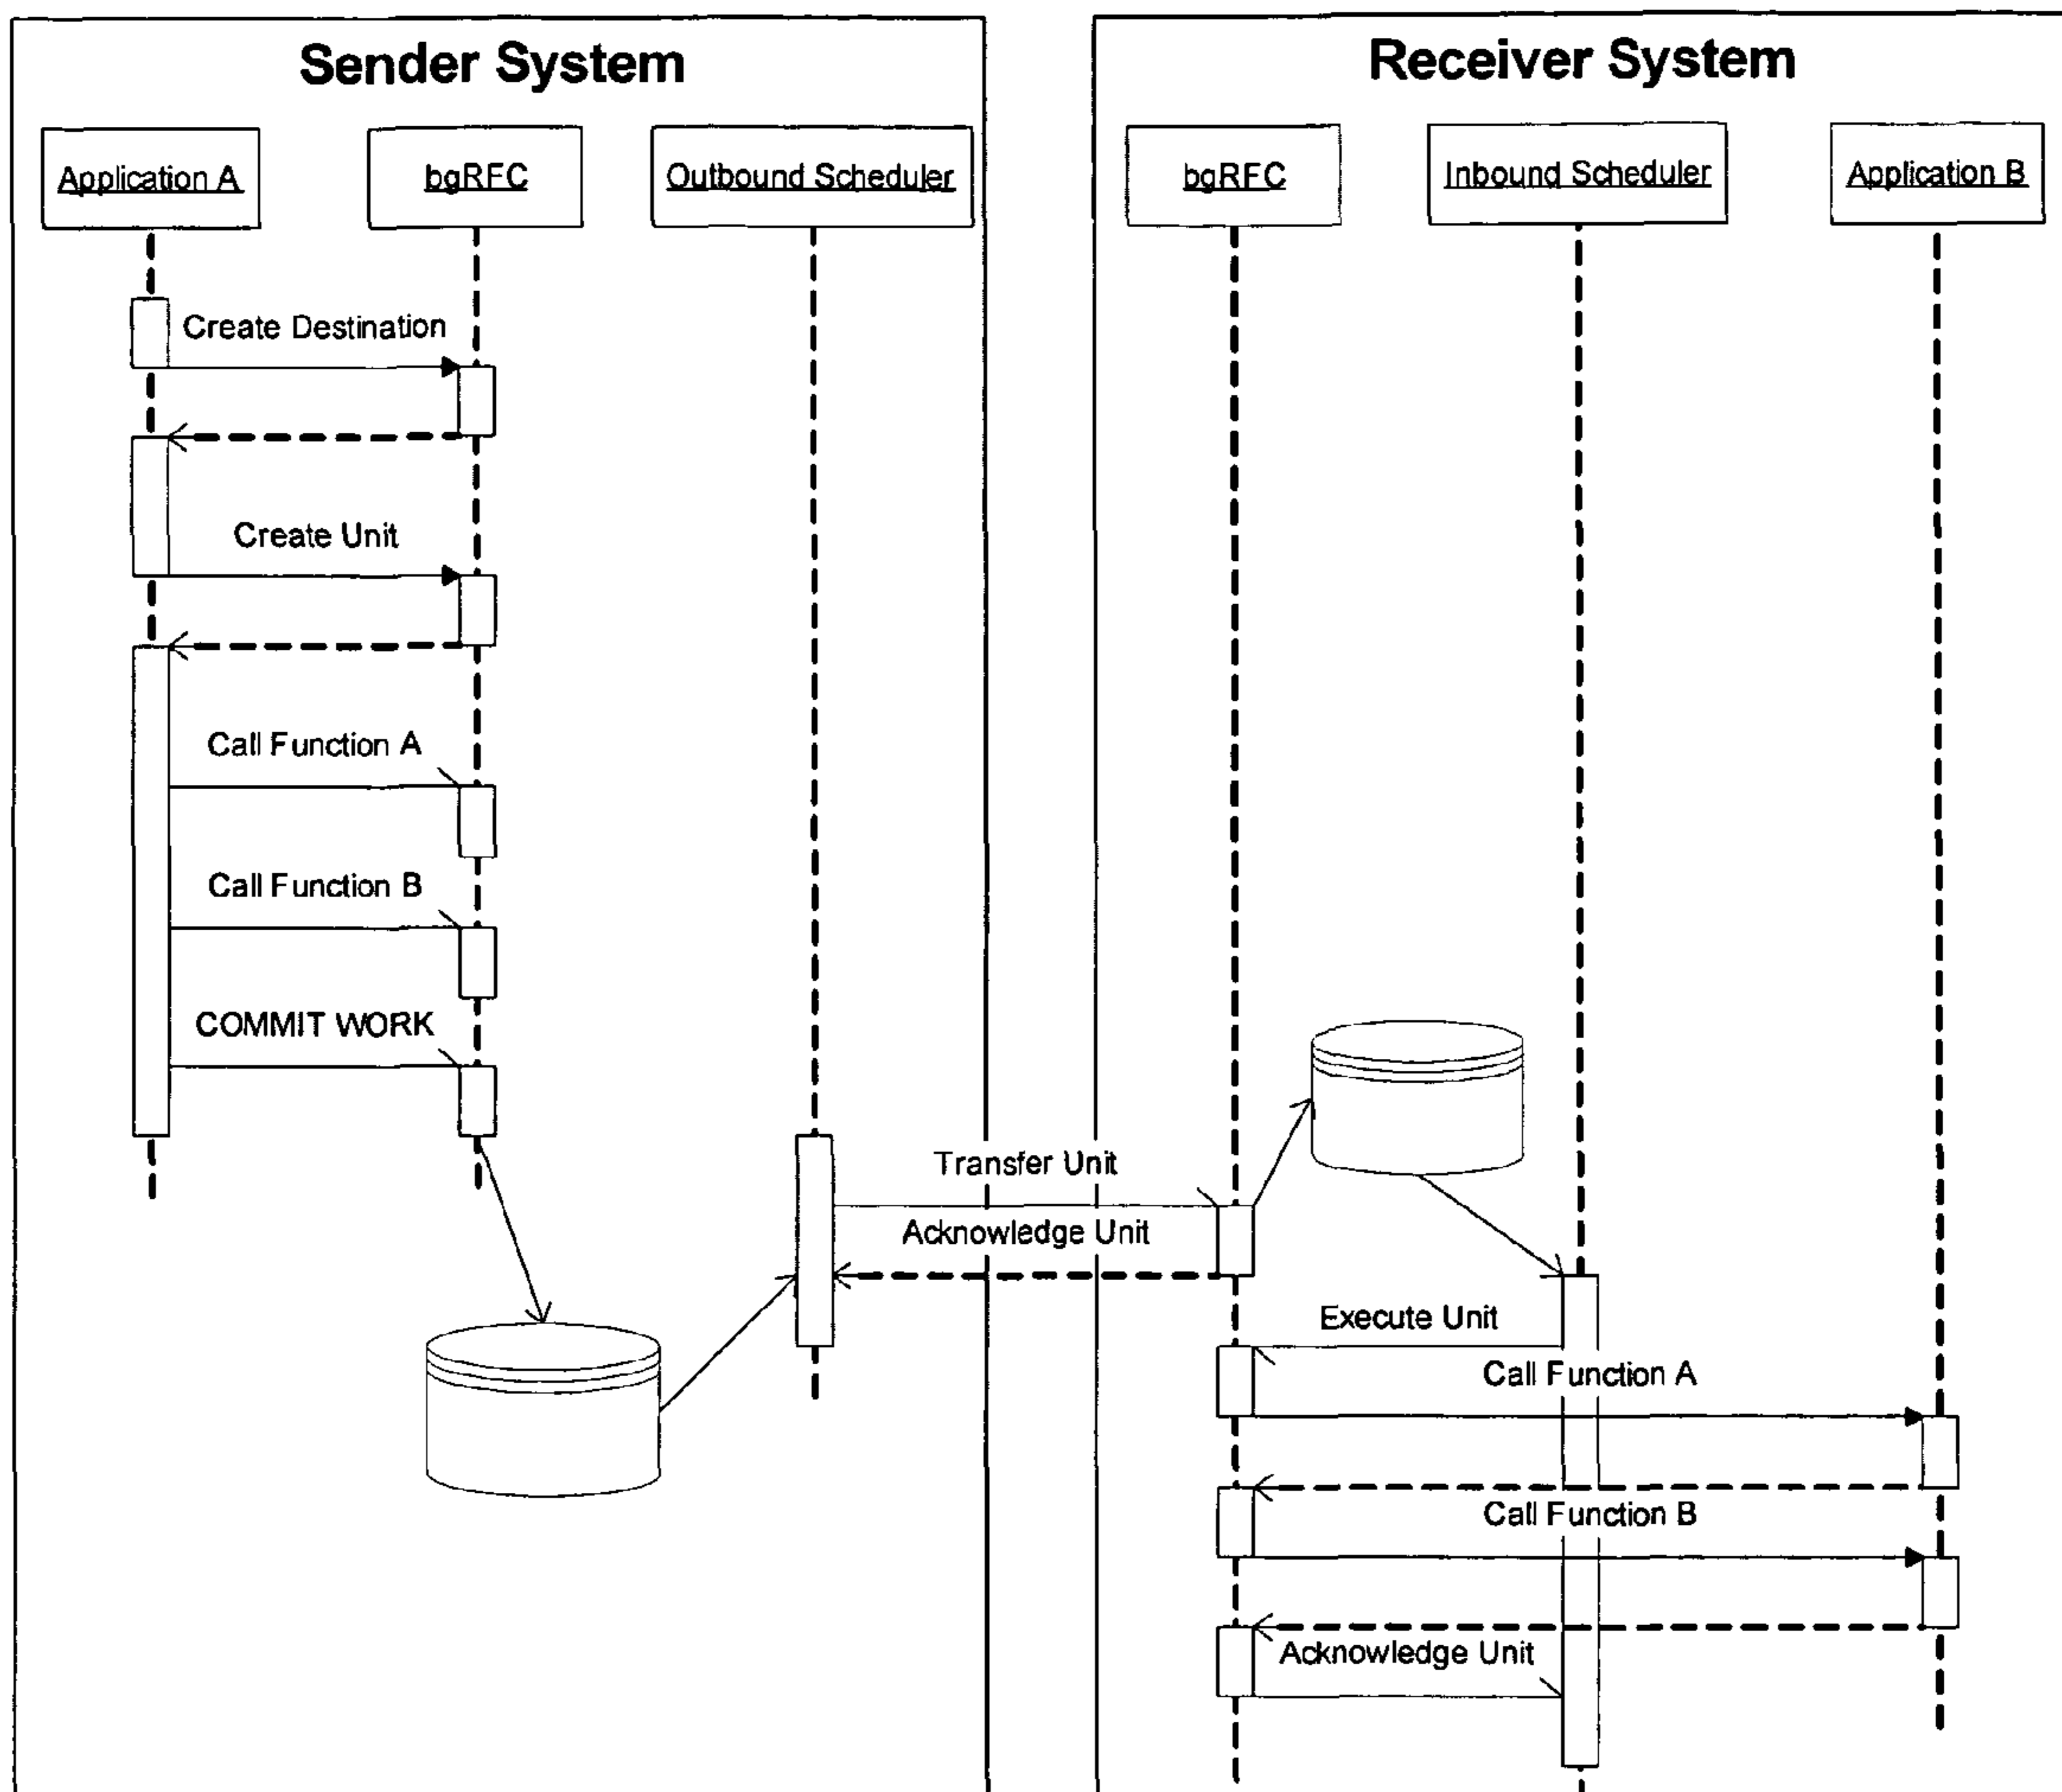 Sender System
Receiver System
Application A
bgRFC
Outbound Scheduler
bgRFC
Inbound Scheduler
Application B
Create Destination
Create Unit
Call Function A
Call Function B
COMMIT WORK
Transfer Unit
Acknowledge Unit
Execute Unit
Call Function A
Call Function B
Acknowledge Unit